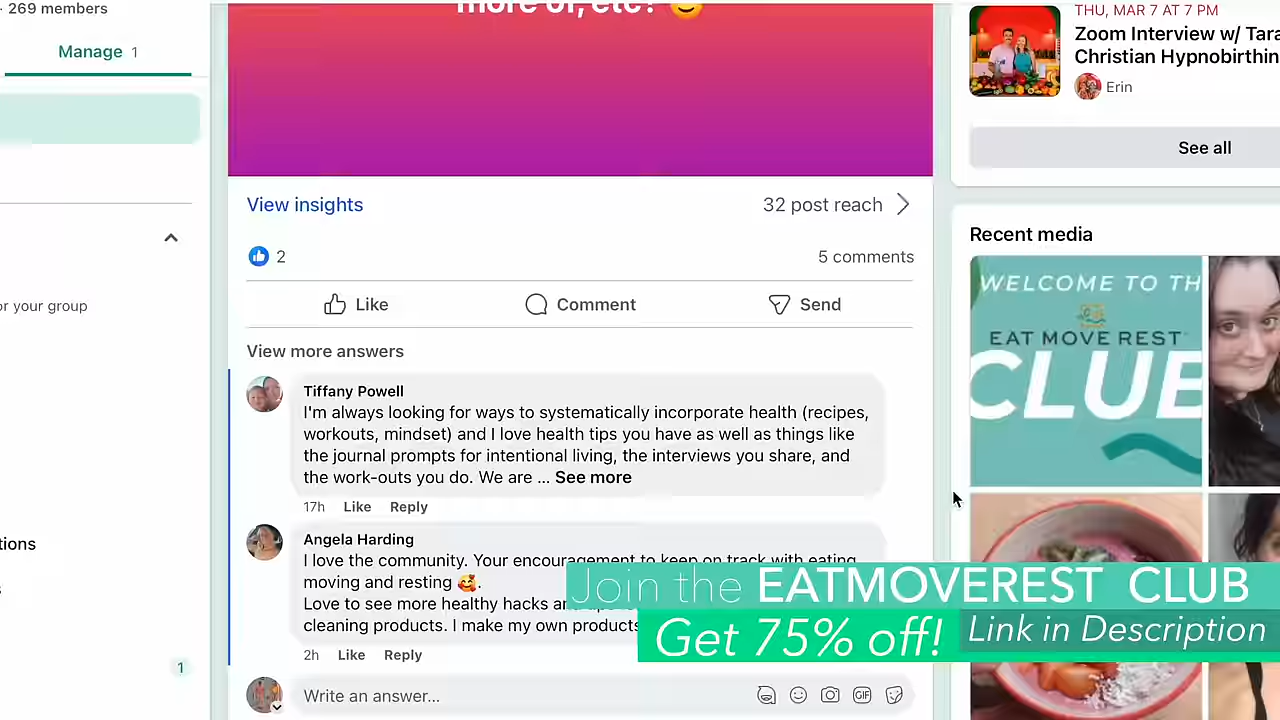 · 269 members
Manage 1
or your group
tions
1
more of, etc?
View insights
32 post reach
2
5 comments
Like
Comment
Send
View more answers
Tiffany Powell
I'm always looking for ways to systematically incorporate health (recipes,
workouts, mindset) and I love health tips you have as well as things like
the journal prompts for intentional living, the interviews you share, and
the work-outs you do. We are ... See more
17h Like Reply
Angela Harding
I love the community. Your encouragement to keep on track with eating
moving and resting 🥰.
Love to see more healthy hacks
cleaning products. I make my own products
2h Like Reply
Write an answer...
GIF
THU, MAR 7 AT 7 PM
Zoom Interview w/ Tara
Christian Hypnobirthin
Erin
See all
Recent media
WELCOME TO TH
EAT MOVE REST
CLUB
Join the EATMOVEREST CLUB
Get 75% off!
Link in Description